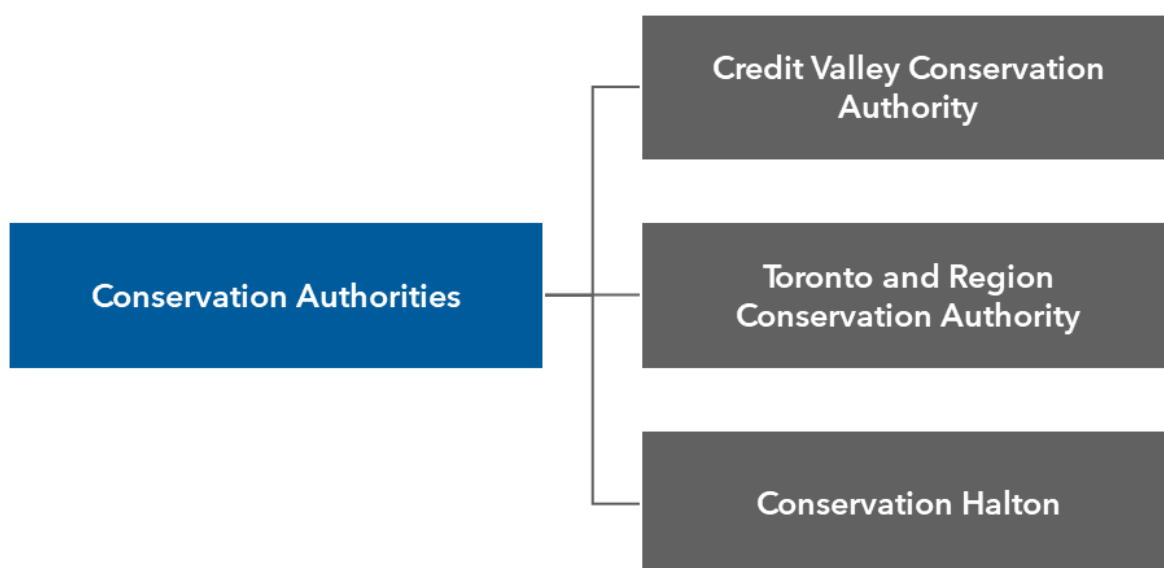 Credit Valley Conservation
Authority
Conservation Authorities
Toronto and Region
Conservation Authority
Conservation Halton